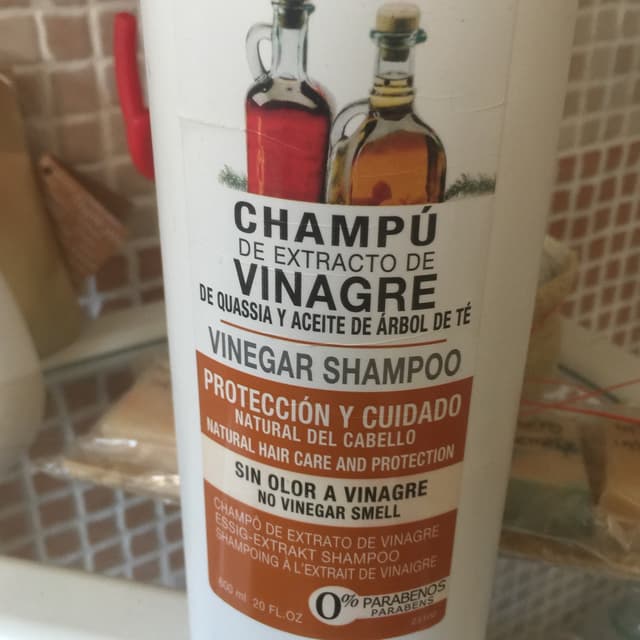 CHAMPÚ
DE EXTRACTO DE
VINAGRE
DE QUASSIA Y ACEITE DE ÁRBOL DE TÉ
VINEGAR SHAMPOO
PROTECCIÓN Y CUIDADO
NATURAL DEL CABELLO
NATURAL HAIR CARE AND PROTECTION
SIN OLOR A VINAGRE
NO VINEGAR SMELL
CHAMPÔ DE EXTRATO DE VINAGRE
ESSIG-EXTRAKT SHAMPOO
SHAMPOING À L'EXTRAIT DE VINAIGRE
600 ml 20 FL.OZ
0% PARABENOS
PARABENS